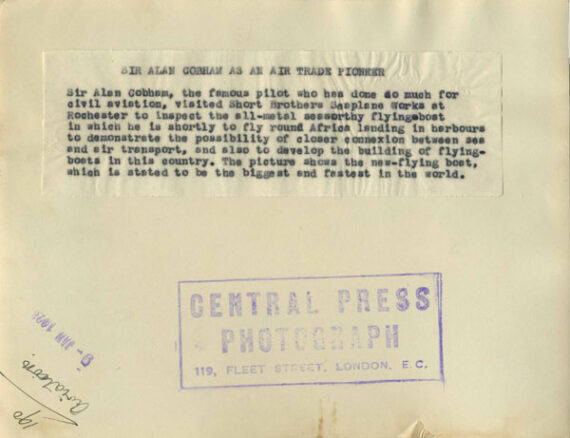 SIR ALAN COBHAM AS AN AIR TRADE PIONEER
Sir Alan Cobham, the famous pilot who has done so much for
civil aviation, visited Short Brothers Seaplane Works at
Rochester to inspect the all-metal seaworthy flyingboat
in which he is shortly to fly round Africa landing in harbours
to demonstrate the possibility of closer connexion between sea
and air transport, and also to develop the building of flying-
boats in this country. The picture shows the new-flying boat,
which is stated to be the biggest and fastest in the world.
CENTRAL PRESS
PHOTOGRAPH
119, FLEET STREET, LONDON, E.C.
JAN